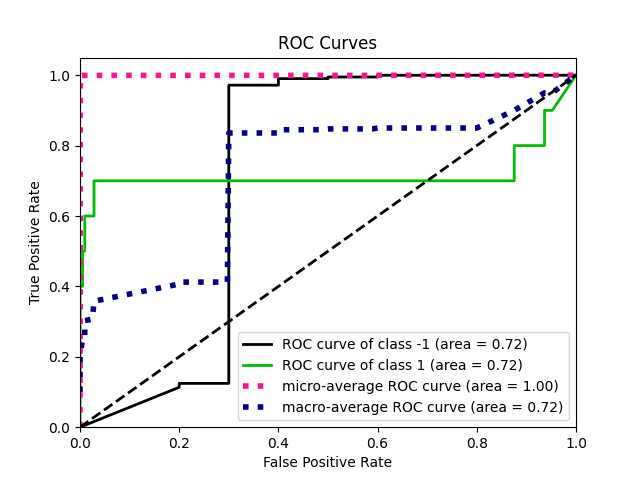 ROC Curves
1.0
0.8
0.6
0.4
0.2
0.0
True Positive Rate
ROC curve of class -1 (area = 0.72)
ROC curve of class 1 (area = 0.72)
micro-average ROC curve (area = 1.00)
macro-average ROC curve (area = 0.72)
0.0 0.2 0.4 0.6 0.8 1.0
False Positive Rate